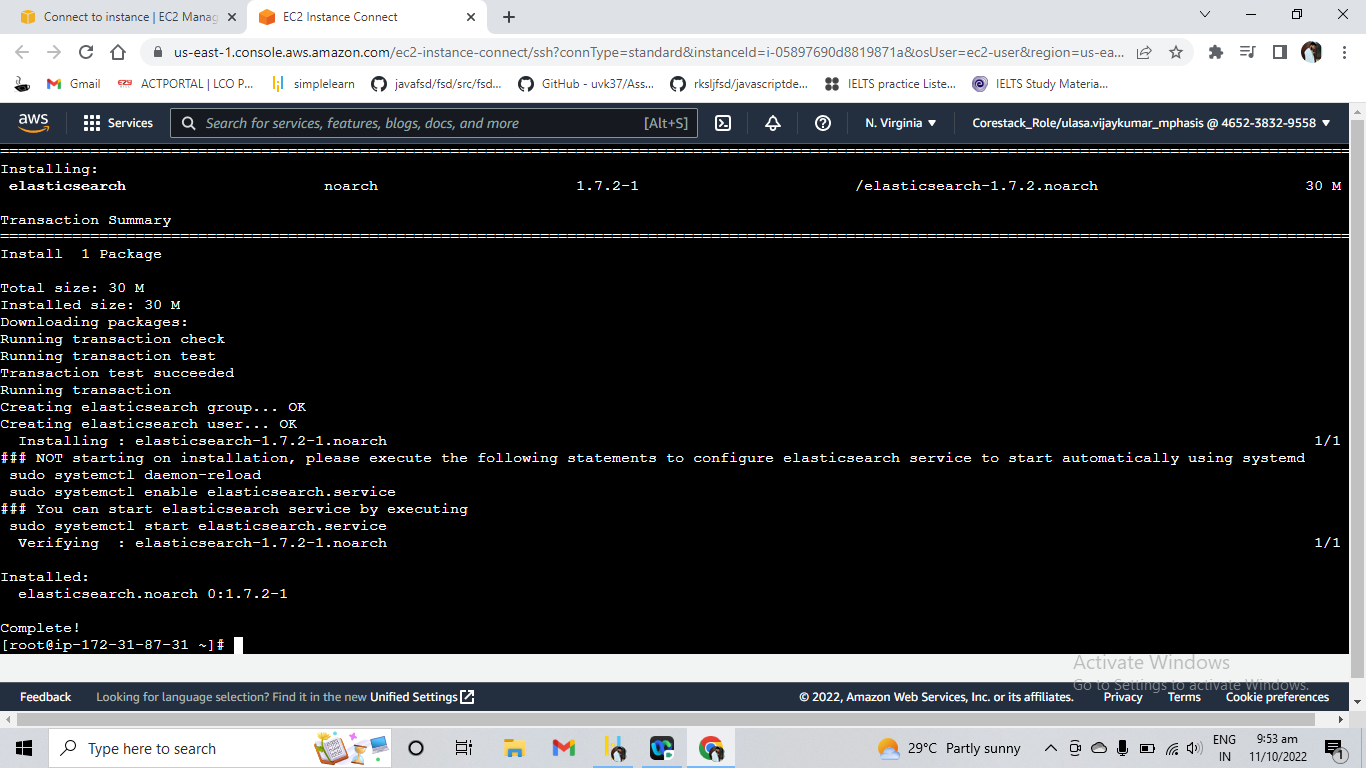 Connect to instance | EC2 Manag
EC2 Instance Connect
us-east-1.console.aws.amazon.com/ec2-instance-connect/ssh?connType=standard&instanceId=i-05897690d8819871a&osUser=ec2-user&region=us-ea...
Gmail
ACTPORTAL | LCO P...
simplelearn
javafsd/fsd/src/fsd...
GitHub - uvk37/Ass...
rksljfsd/javascriptde...
IELTS practice Liste...
IELTS Study Materia...
aws
Services
Search for services, features, blogs, docs, and more [Alt+S]
N. Virginia
Corestack_Role/ulasa.vijaykumar_mphasis @ 4652-3832-9558
Installing:
elasticsearch noarch 1.7.2-1 /elasticsearch-1.7.2.noarch 30 M
Transaction Summary
Install 1 Package
Total size: 30 M
Installed size: 30 M
Downloading packages:
Running transaction check
Running transaction test
Transaction test succeeded
Running transaction
Creating elasticsearch group... OK
Creating elasticsearch user... OK
Installing : elasticsearch-1.7.2-1.noarch 1/1
### NOT starting on installation, please execute the following statements to configure elasticsearch service to start automatically using systemd
sudo systemctl daemon-reload
sudo systemctl enable elasticsearch.service
### You can start elasticsearch service by executing
sudo systemctl start elasticsearch.service
Verifying : elasticsearch-1.7.2-1.noarch 1/1
Installed:
elasticsearch.noarch 0:1.7.2-1
Complete!
[root@ip-172-31-87-31 ~]#
Activate Windows
Go to Settings to activate Windows.
Feedback
Looking for language selection? Find it in the new Unified Settings
© 2022, Amazon Web Services, Inc. or its affiliates.
Privacy
Terms
Cookie preferences
Type here to search
29°C Partly sunny
ENG
IN
9:53 am
11/10/2022
1